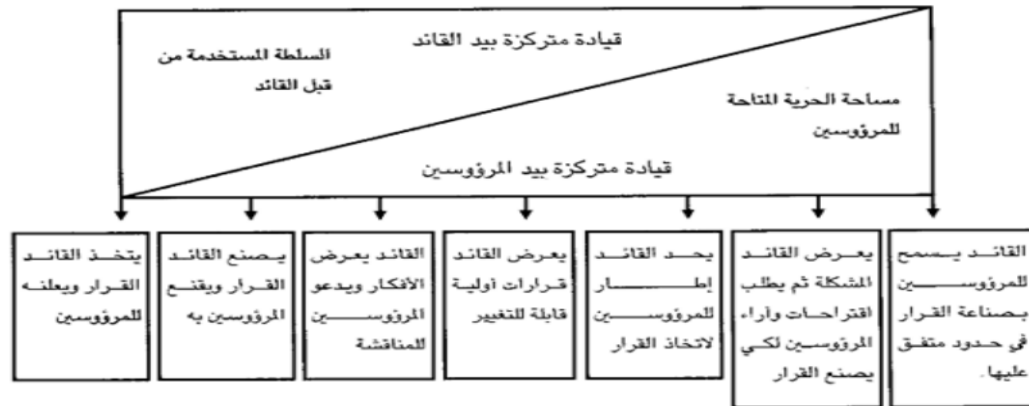 قيادة متركزة بيد القائد
السلطة المستخدمة من
قبل القائد
مساحة الحرية المتاحة
للمرؤوسين
قيادة متركزة بيد المرؤوسين
القائد يسمح
للمرؤوسين
بصناعة القرار
في حدود متفق
عليها.
يعرض القائد
المشكلة ثم يطلب
اقتراحات وآراء
المرؤوسين لكي
يصنع القرار
يحد القائد
إطار
للمرؤوسين
لاتخاذ القرار
يعرض القائد
قرارات أولية
قابلة للتغيير
القائد يعرض
الأفكار ويدعو
المرؤوسين
للمناقشة
يصنع القائد
القرار ويقنع
المرؤوسين به
يتخذ القائد
القرار ويعلنه
للمرؤوسين